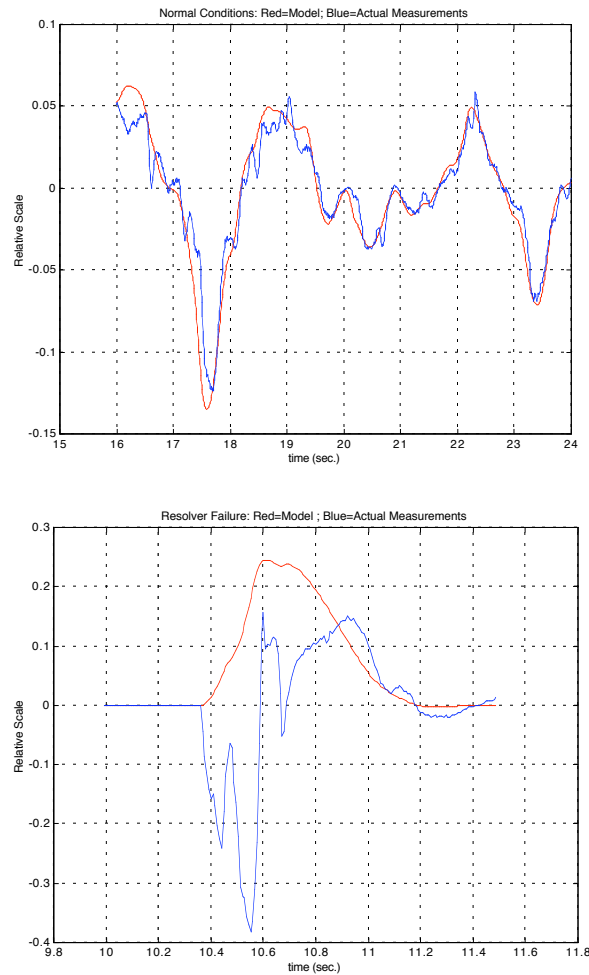 Normal Conditions: Red=Model; Blue=Actual Measurements
0.1
0.05
0
-0.05
-0.1
-0.15
Relative Scale
15 16 17 18 19 20 21 22 23 24
time (sec.)
Resolver Failure: Red=Model ; Blue=Actual Measurements
0.3
0.2
0.1
0
-0.1
-0.2
-0.3
-0.4
Relative Scale
9.8 10 10.2 10.4 10.6 10.8 11 11.2 11.4 11.6 11.8
time (sec.)